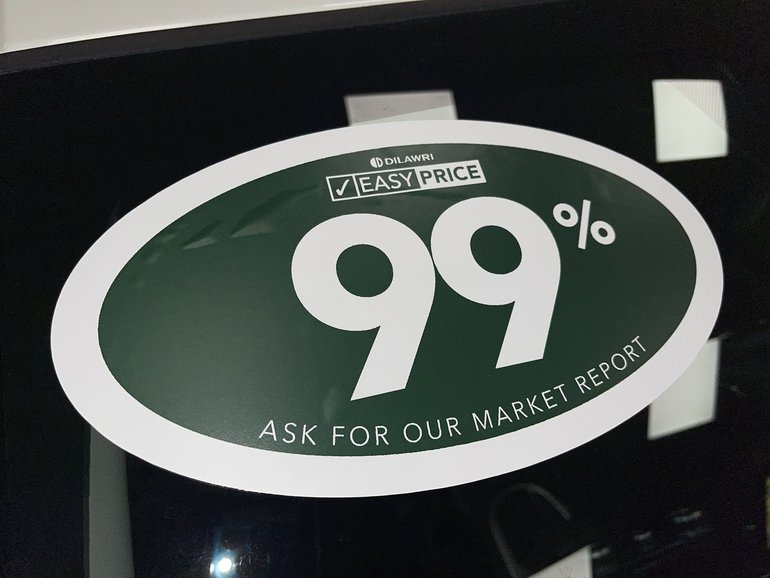 DILAWRI
✓ EASY PRICE
99%
ASK FOR OUR MARKET REPORT